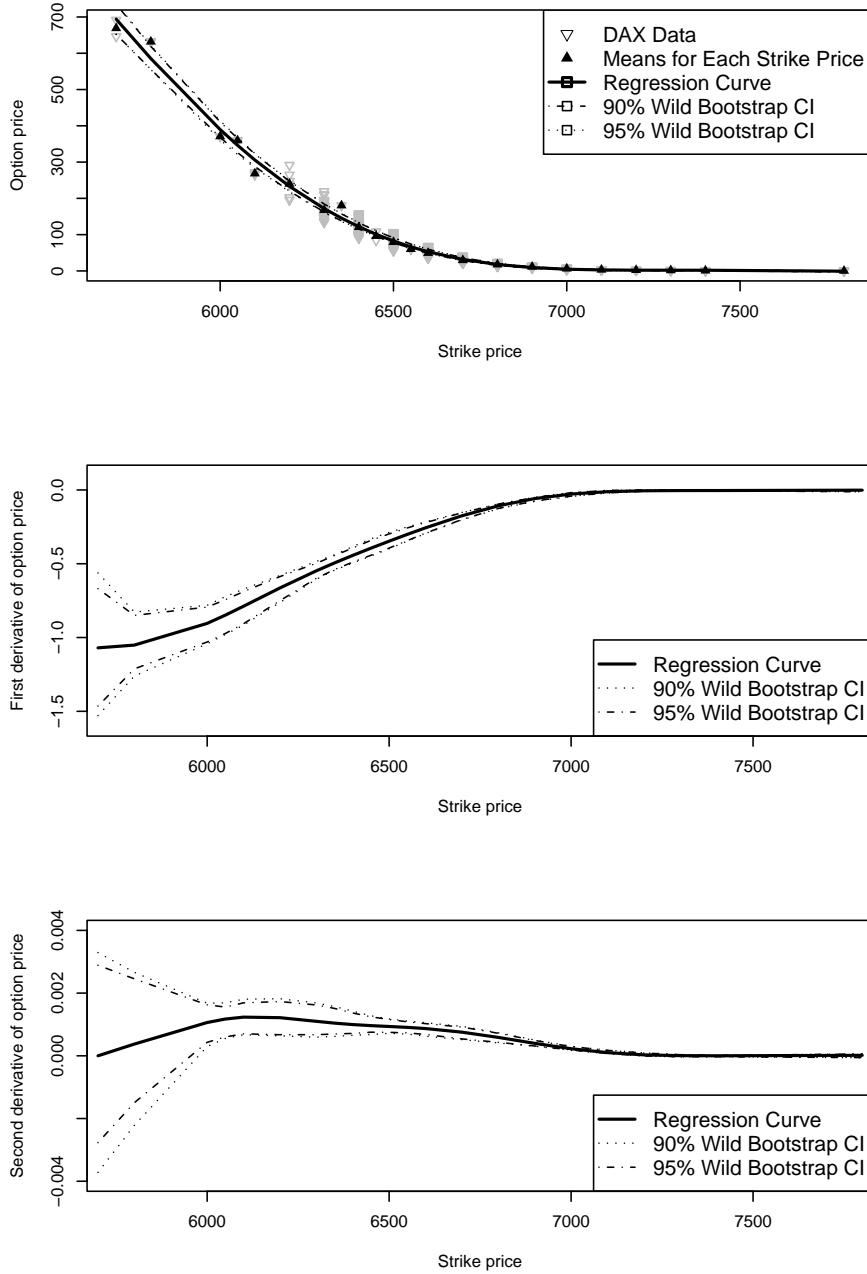 700
500
300
100
0
Option price
6000 6500 7000 7500
Strike price
DAX Data
Means for Each Strike Price
Regression Curve
90% Wild Bootstrap CI
95% Wild Bootstrap CI
0.0
−0.5
−1.0
−1.5
First derivative of option price
6000 6500 7000 7500
Strike price
Regression Curve
90% Wild Bootstrap CI
95% Wild Bootstrap CI
0.004
0.002
0.000
−0.004
Second derivative of option price
6000 6500 7000 7500
Strike price
Regression Curve
90% Wild Bootstrap CI
95% Wild Bootstrap CI